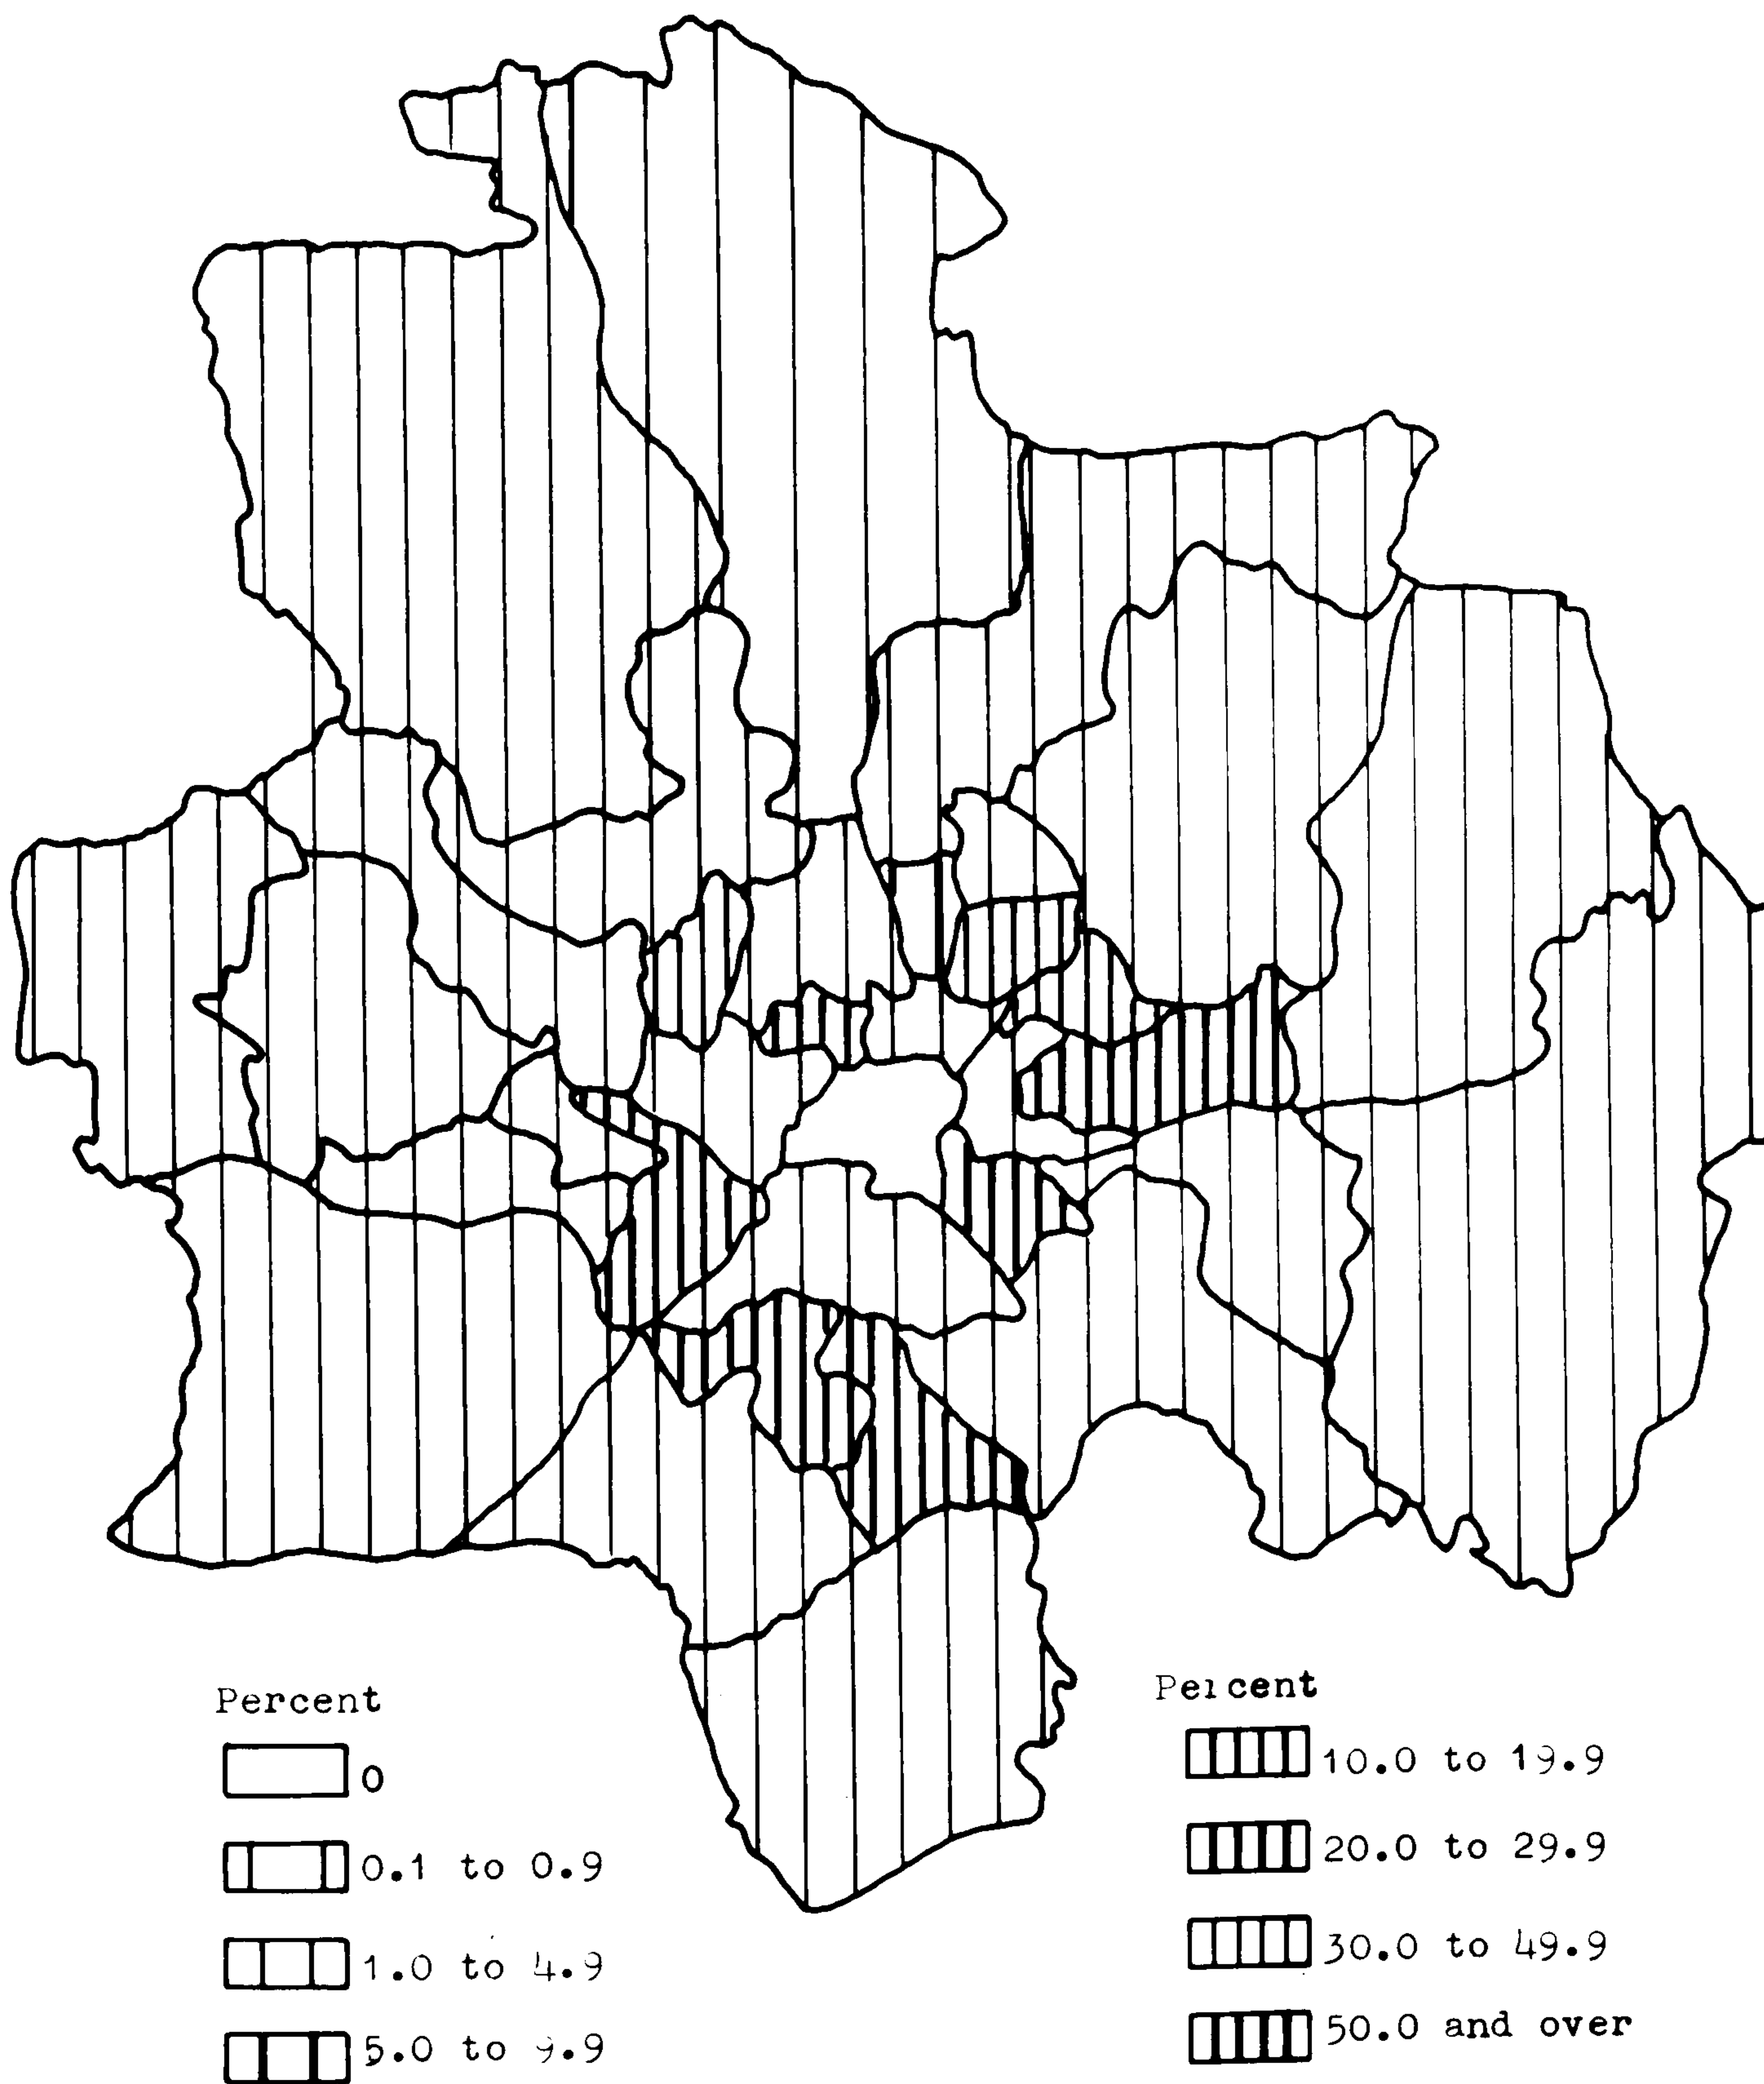 Percent
0
0.1 to 0.9
1.0 to 4.9
5.0 to 9.9
Percent
10.0 to 19.9
20.0 to 29.9
30.0 to 49.9
50.0 and over